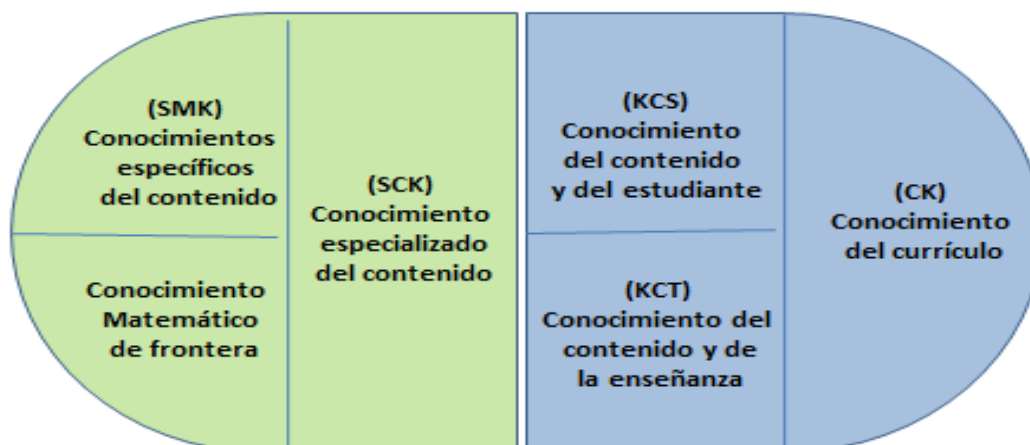 (SMK)
Conocimientos
específicos
del contenido
Conocimiento
Matemático
de frontera
(SCK)
Conocimiento
especializado
del contenido
(KCS)
Conocimiento
del contenido
y del estudiante
(KCT)
Conocimiento del
contenido y de
la enseñanza
(CK)
Conocimiento
del currículo